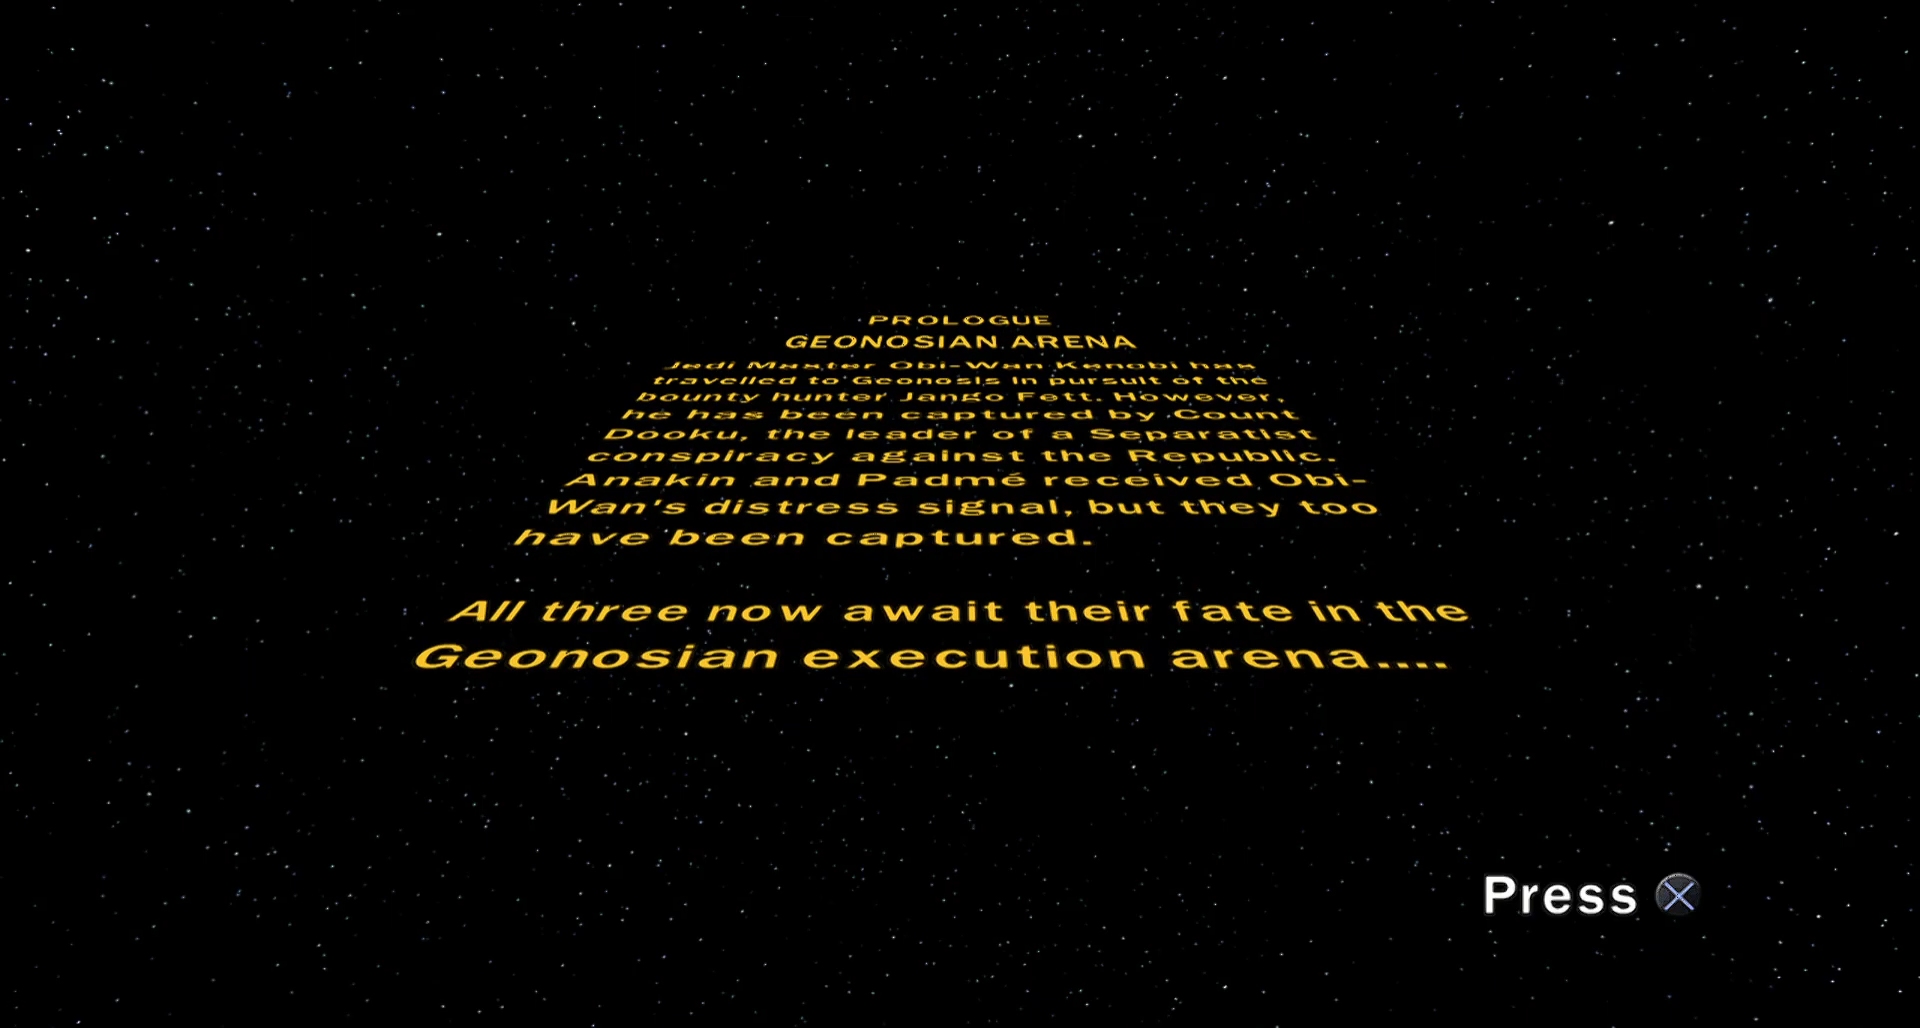 PROLOGUE
GEONOSIAN ARENA
Jedi Master Obi-Wan Kenobi has
travelled to Geonosis in pursuit of the
bounty hunter Jango Fett. However,
he has been captured by Count
Dooku, the leader of a Separatist
conspiracy against the Republic.
Anakin and Padmé received Obi-
Wan's distress signal, but they too
have been captured.
All three now await their fate in the
Geonosian execution arena....
Press